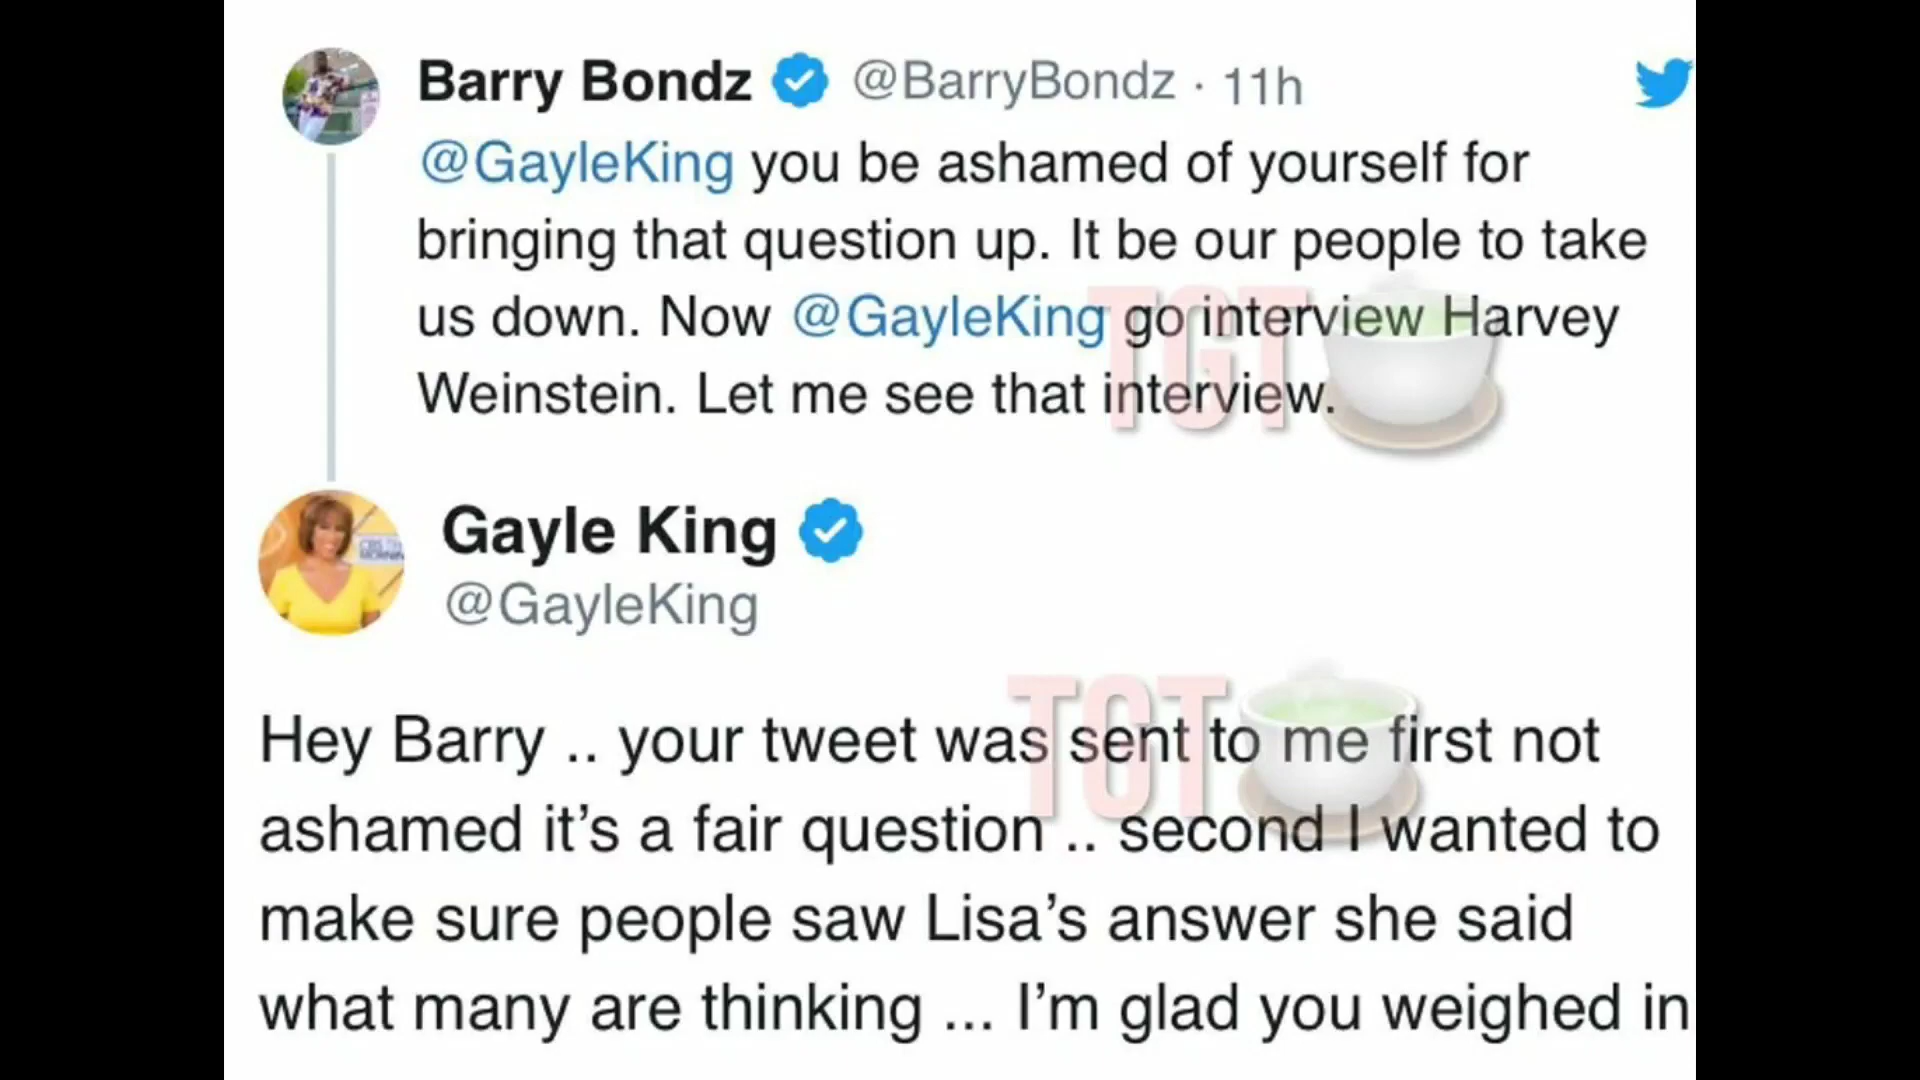 Barry Bondz @BarryBondz · 11h
@GayleKing you be ashamed of yourself for
bringing that question up. It be our people to take
us down. Now @GayleKing go interview Harvey
Weinstein. Let me see that interview.
TGT
Gayle King
@GayleKing
TGT
Hey Barry .. your tweet was sent to me first not
ashamed it’s a fair question .. second I wanted to
make sure people saw Lisa’s answer she said
what many are thinking ... I’m glad you weighed in